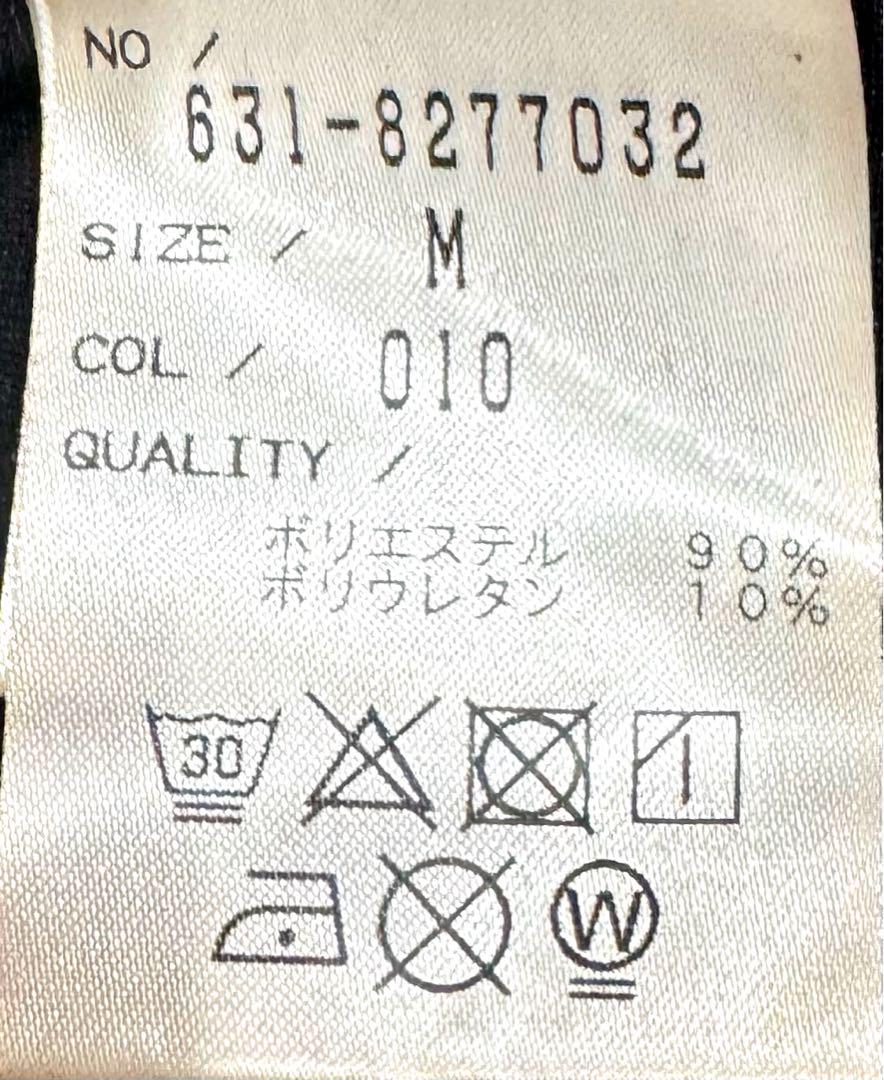 NO /
631-8277032
SIZE / M
COL / 010
QUALITY /
ポリエステル 90%
ポリウレタン 10%
30
W